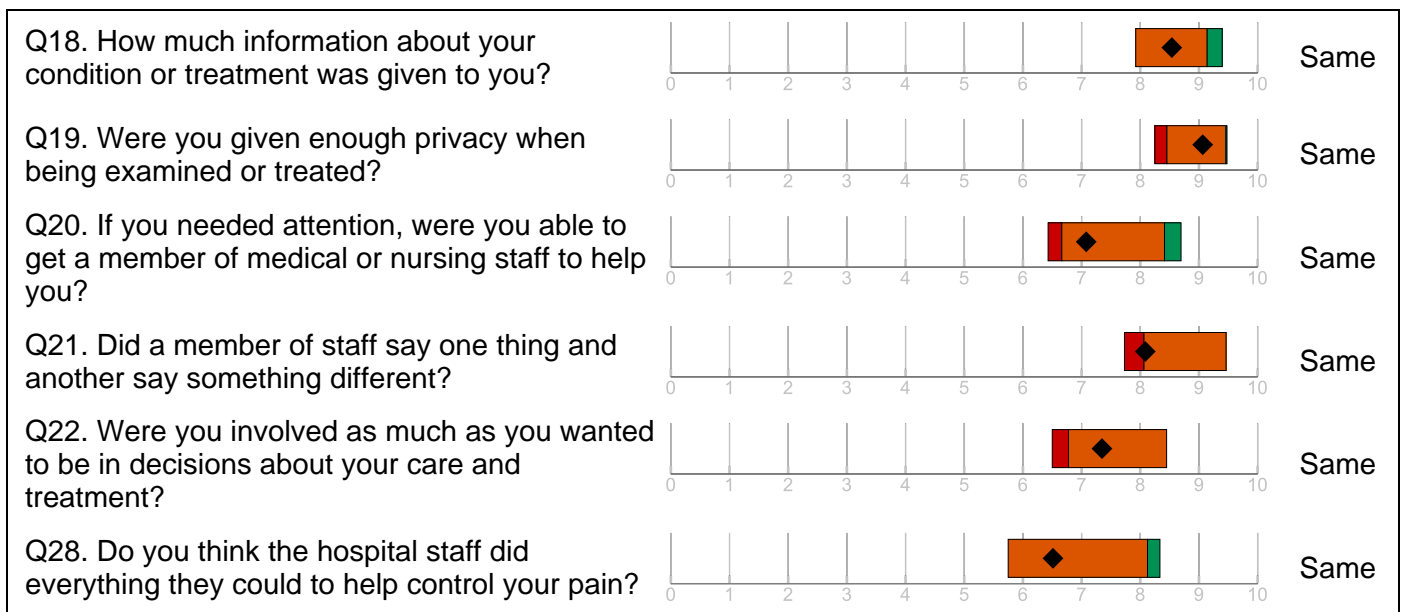 Q18. How much information about your
condition or treatment was given to you?
0 1 2 3 4 5 6 7 8 9 10
Same
Q19. Were you given enough privacy when
being examined or treated?
0 1 2 3 4 5 6 7 8 9 10
Same
Q20. If you needed attention, were you able to
get a member of medical or nursing staff to help
you?
0 1 2 3 4 5 6 7 8 9 10
Same
Q21. Did a member of staff say one thing and
another say something different?
0 1 2 3 4 5 6 7 8 9 10
Same
Q22. Were you involved as much as you wanted
to be in decisions about your care and
treatment?
0 1 2 3 4 5 6 7 8 9 10
Same
Q28. Do you think the hospital staff did
everything they could to help control your pain?
0 1 2 3 4 5 6 7 8 9 10
Same